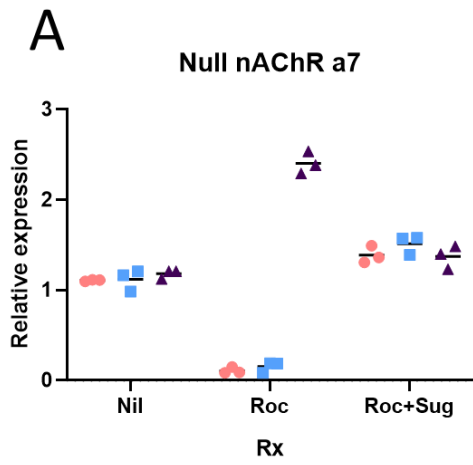 A
Null nAChR a7
3
2
1
0
Relative expression
Nil Roc Roc+Sug
Rx